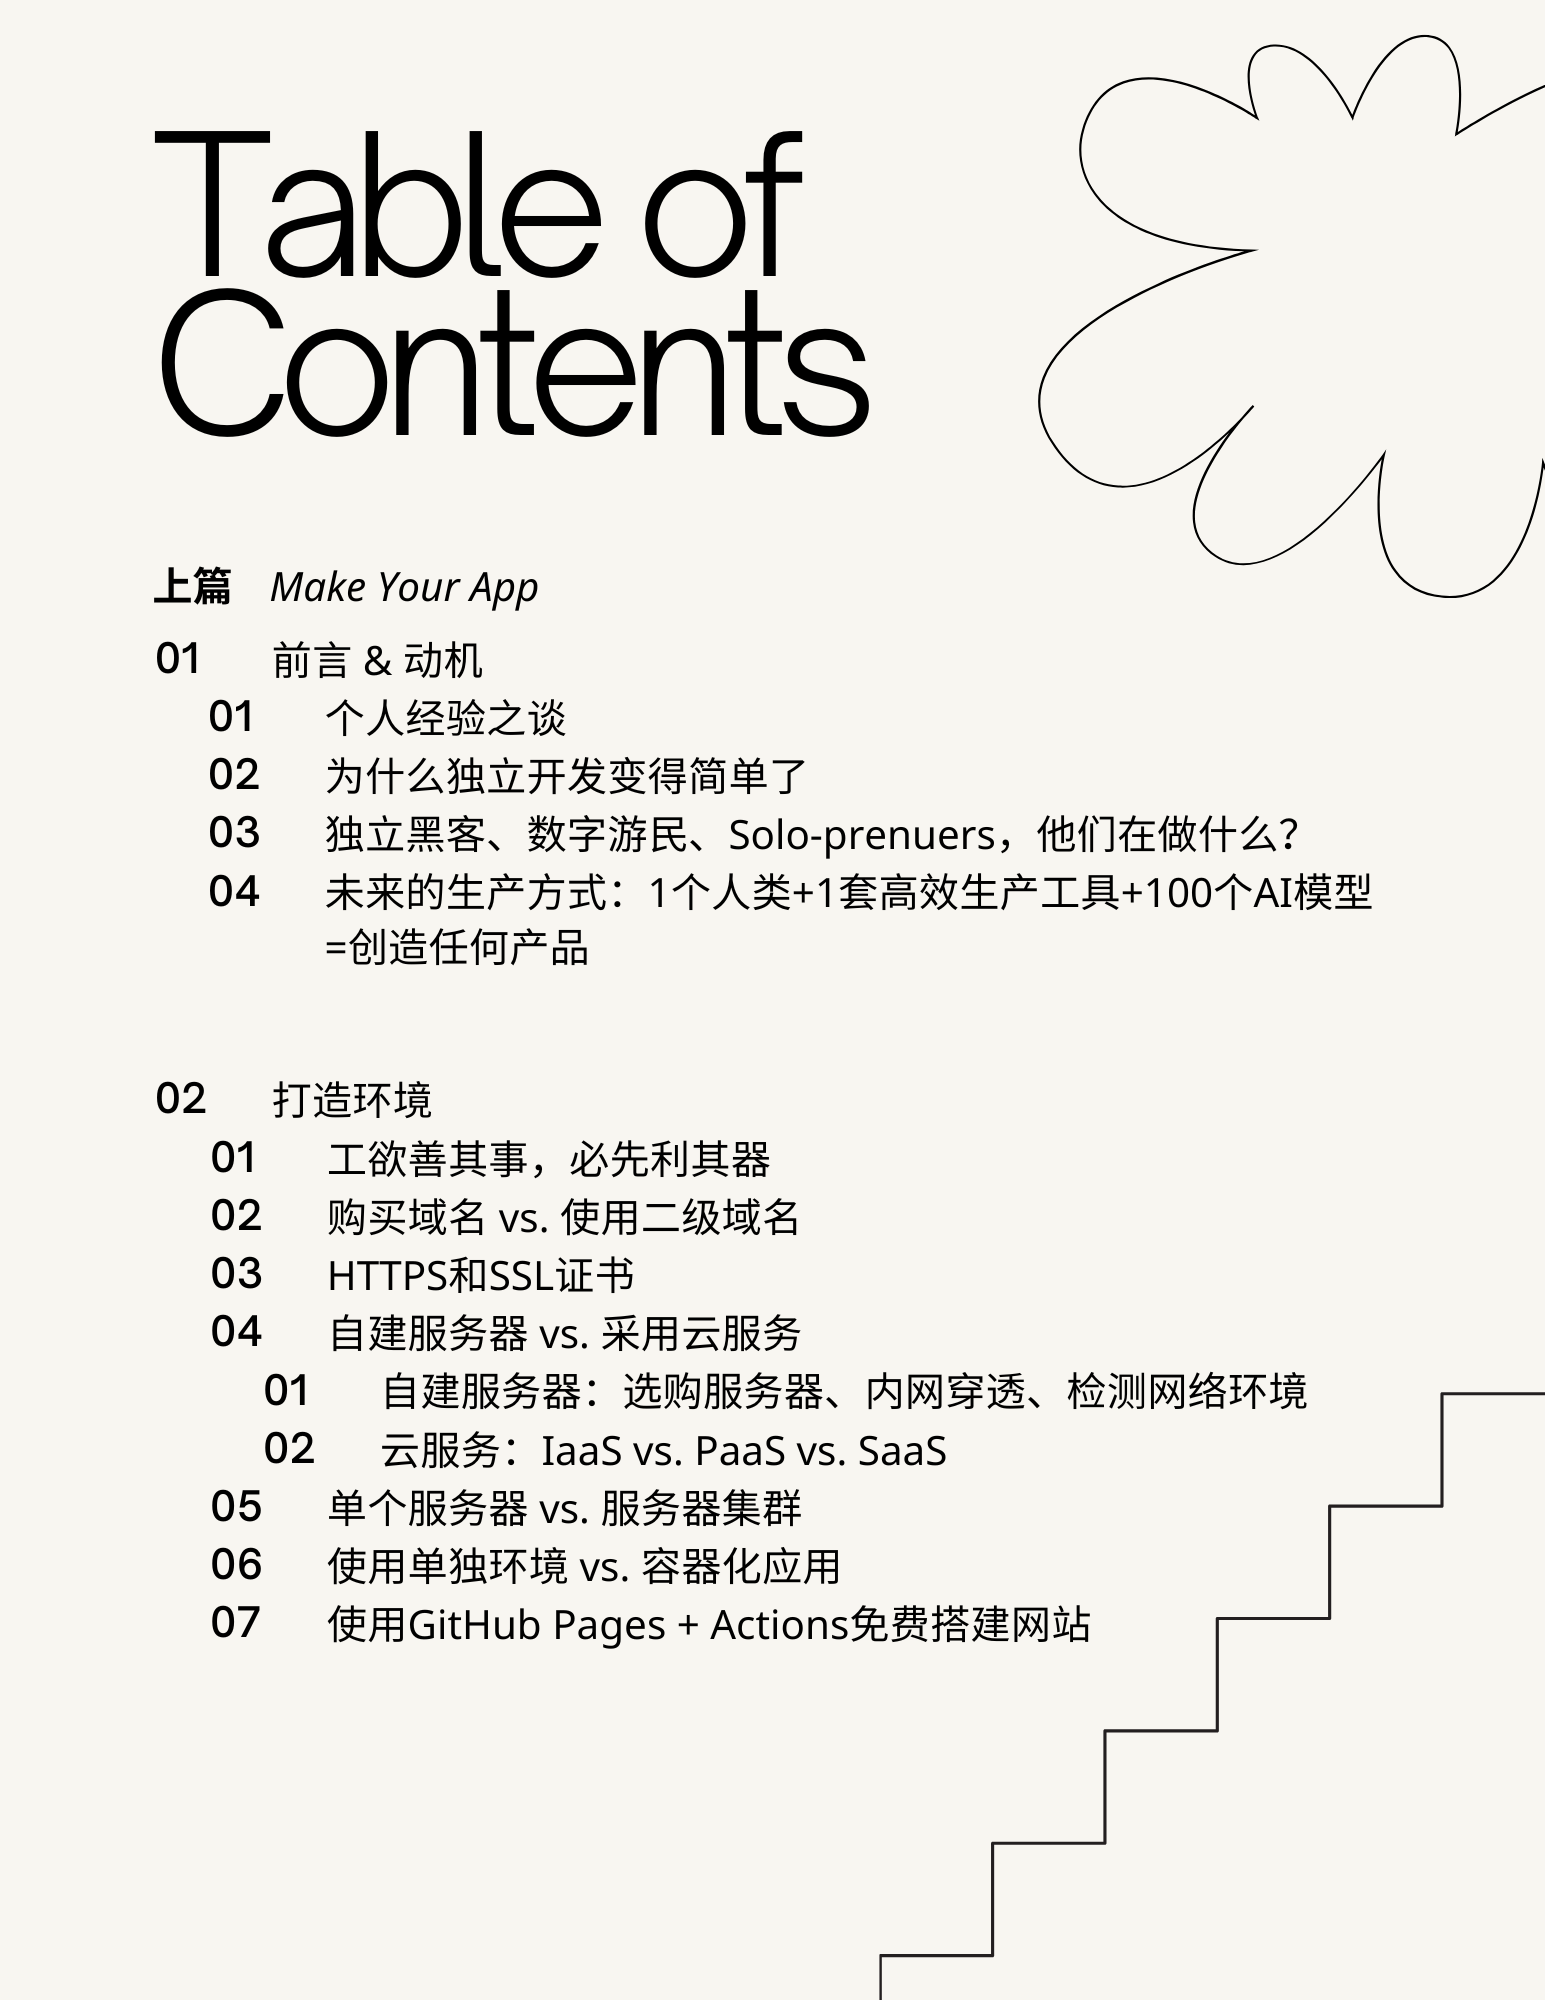 Table of
Contents
上篇 Make Your App
01 前言 & 动机
01 个人经验之谈
02 为什么独立开发变得简单了
03 独立黑客、数字游民、Solo-prenuers，他们在做什么？
04 未来的生产方式：1个人类+1套高效生产工具+100个AI模型
=创造任何产品
02 打造环境
01 工欲善其事，必先利其器
02 购买域名 vs. 使用二级域名
03 HTTPS和SSL证书
04 自建服务器 vs. 采用云服务
01 自建服务器：选购服务器、内网穿透、检测网络环境
02 云服务：IaaS vs. PaaS vs. SaaS
05 单个服务器 vs. 服务器集群
06 使用单独环境 vs. 容器化应用
07 使用GitHub Pages + Actions免费搭建网站